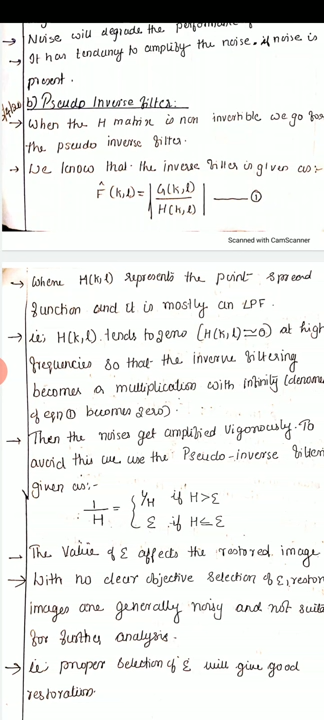 → Noise will degrade the performance of
→ It has tendancy to amplify the noise. if noise is
present.
b) Pseudo Inverse filter:
→ When the H matrix is non invertible we go for
the pseudo inverse filter.
→ We know that the inverse filter is given as:-
F̂(k,l) = |G(k,l) / H(k,l)| —— ①
Scanned with CamScanner
→ Where H(k,l) represents the point spread
function and it is mostly an LPF.
→ ie; H(k,l) tends to zero (H(k,l)≃0) at high
frequencies so that the inverse filtering
becomes a multiplication with infinity (denomi
of eqn ① becomes zero).
→ Then the noises get amplified vigorously. To
avoid this we use the Pseudo-inverse filter
given as:-
1/H = { 1/H if H>ε
ε if H≤ε
→ The value of ε affects the restored image
→ With no clear objective selection of ε, restor
images are generally noisy and not suita
for further analysis.
→ ie proper selection of ε will give good
restoration.